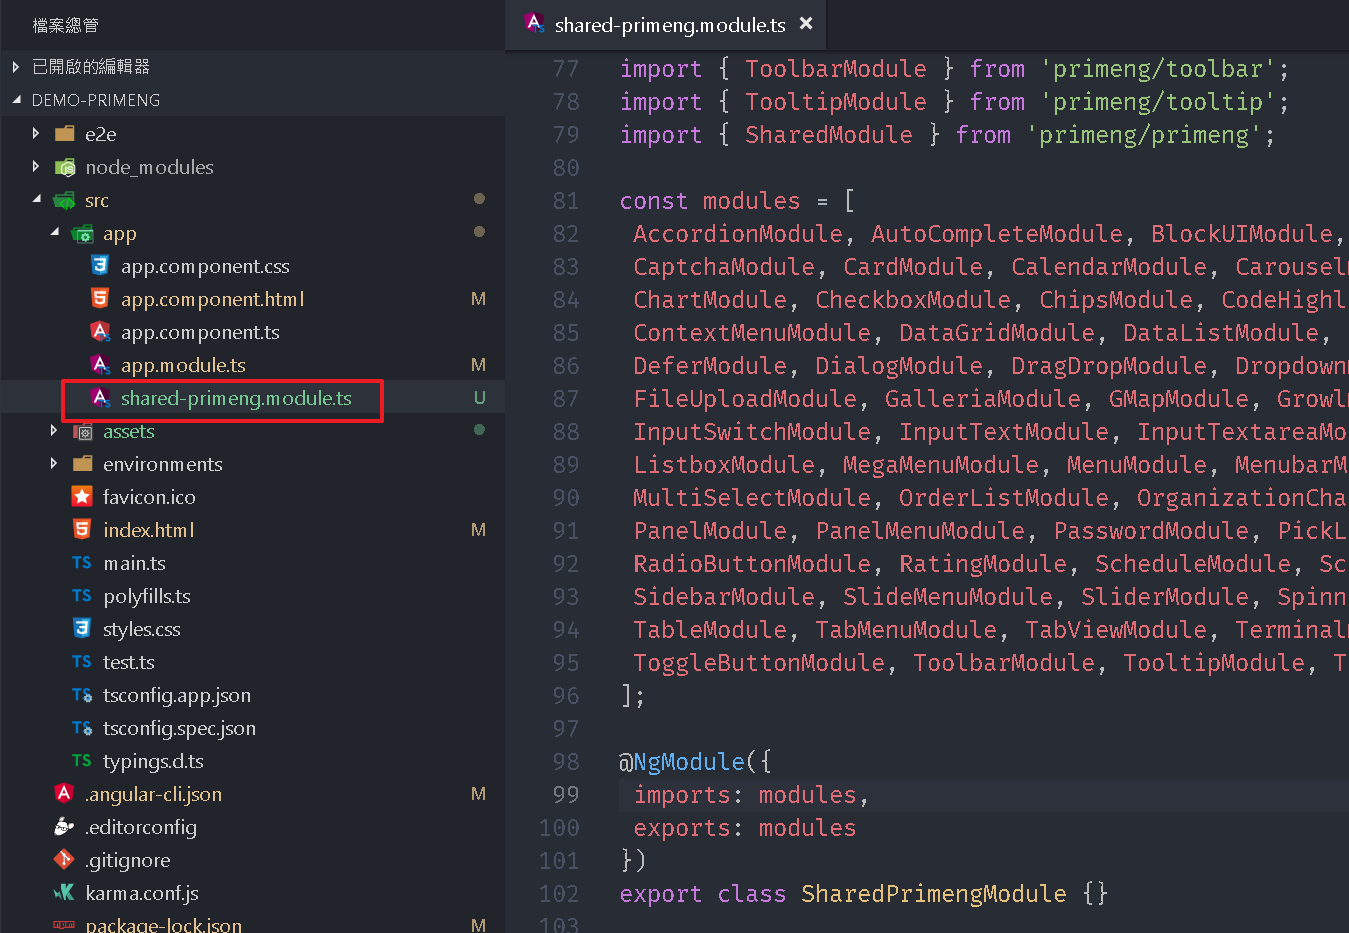 檔案總管
已開啟的編輯器
DEMO-PRIMENG
e2e
node_modules
src
app
app.component.css
app.component.html M
app.component.ts
app.module.ts M
shared-primeng.module.ts U
assets
environments
favicon.ico
index.html M
TS main.ts
TS polyfills.ts
styles.css
TS test.ts
TS tsconfig.app.json
TS tsconfig.spec.json
TS typings.d.ts
.angular-cli.json M
.editorconfig
.gitignore
karma.conf.js
package-lock.json M
shared-primeng.module.ts ×
77 import { ToolbarModule } from 'primeng/toolbar';
78 import { TooltipModule } from 'primeng/tooltip';
79 import { SharedModule } from 'primeng/primeng';
80
81 const modules = [
82 AccordionModule, AutoCompleteModule, BlockUIModule,
83 CaptchaModule, CardModule, CalendarModule, Carousel
84 ChartModule, CheckboxModule, ChipsModule, CodeHighl
85 ContextMenuModule, DataGridModule, DataListModule,
86 DeferModule, DialogModule, DragDropModule, Dropdown
87 FileUploadModule, GalleriaModule, GMapModule, Growl
88 InputSwitchModule, InputTextModule, InputTextareaMo
89 ListboxModule, MegaMenuModule, MenuModule, MenubarM
90 MultiSelectModule, OrderListModule, OrganizationCha
91 PanelModule, PanelMenuModule, PasswordModule, PickL
92 RadioButtonModule, RatingModule, ScheduleModule, Sc
93 SidebarModule, SlideMenuModule, SliderModule, Spinn
94 TableModule, TabMenuModule, TabViewModule, Terminal
95 ToggleButtonModule, ToolbarModule, TooltipModule, T
96 ];
97
98 @NgModule({
99 imports: modules,
100 exports: modules
101 })
102 export class SharedPrimengModule {}
103